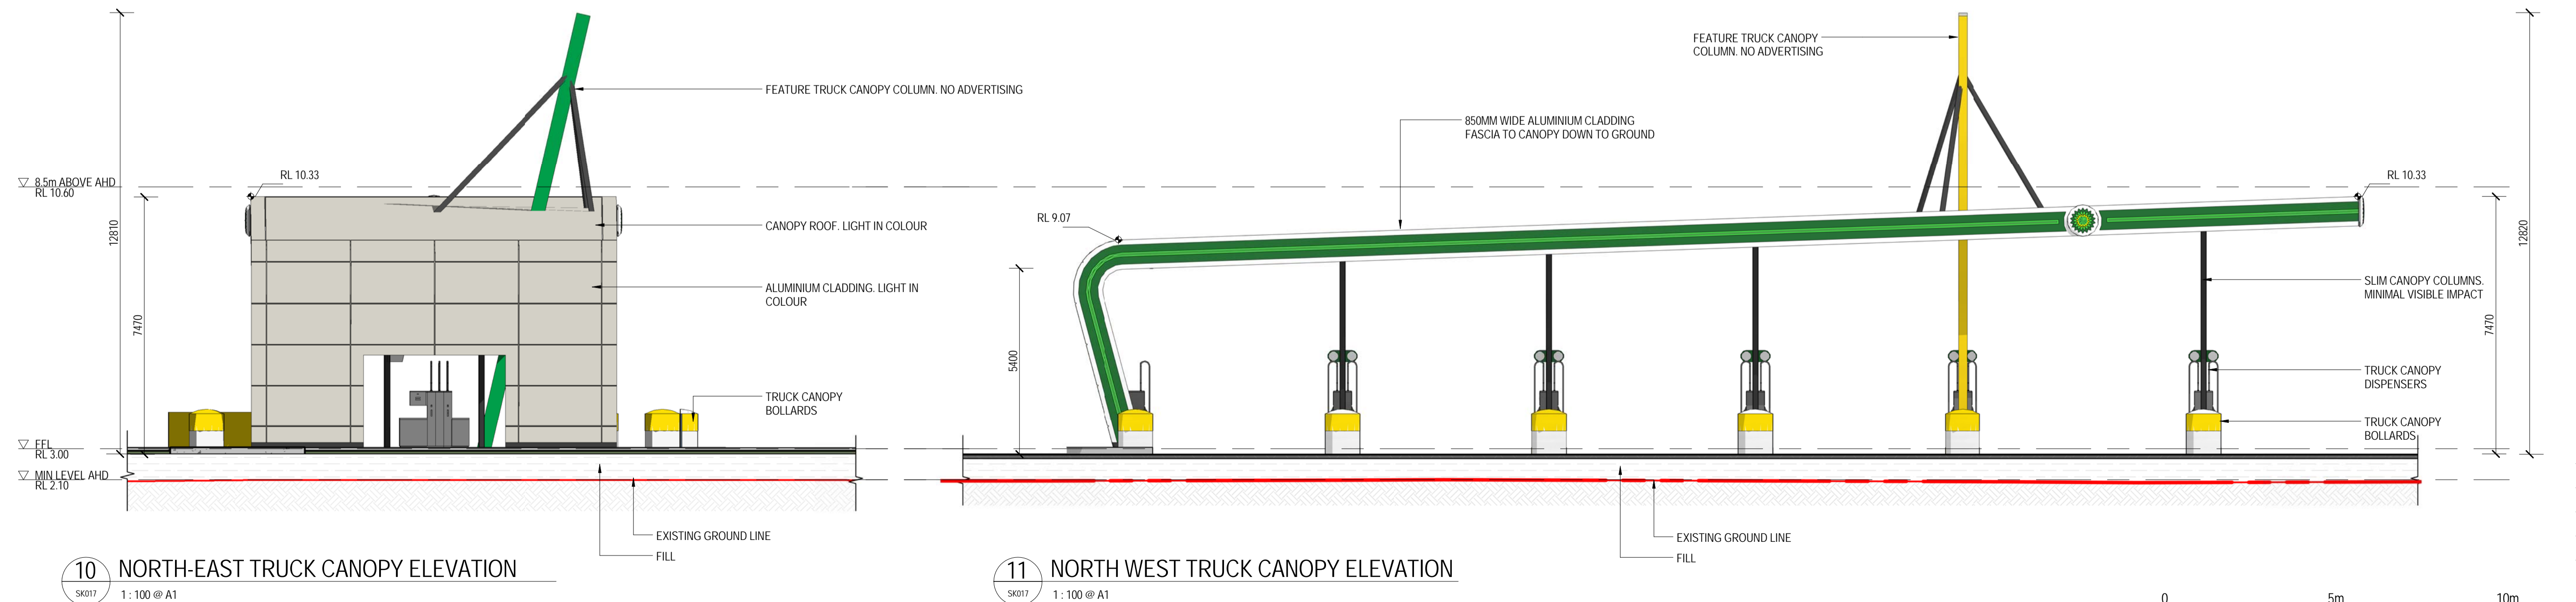 FEATURE TRUCK CANOPY COLUMN. NO ADVERTISING
8.5m ABOVE AHD
RL 10.60
RL 10.33
12810
7470
CANOPY ROOF. LIGHT IN COLOUR
ALUMINIUM CLADDING. LIGHT IN
COLOUR
TRUCK CANOPY
BOLLARDS
FFL
RL 3.00
MIN LEVEL AHD
RL 2.10
EXISTING GROUND LINE
FILL
10
SK017
NORTH-EAST TRUCK CANOPY ELEVATION
1 : 100 @ A1
FEATURE TRUCK CANOPY
COLUMN. NO ADVERTISING
850MM WIDE ALUMINIUM CLADDING
FASCIA TO CANOPY DOWN TO GROUND
RL 9.07
RL 10.33
5400
12820
7470
SLIM CANOPY COLUMNS.
MINIMAL VISIBLE IMPACT
TRUCK CANOPY
DISPENSERS
TRUCK CANOPY
BOLLARDS
EXISTING GROUND LINE
FILL
11
SK017
NORTH WEST TRUCK CANOPY ELEVATION
1 : 100 @ A1
0
5m
10m